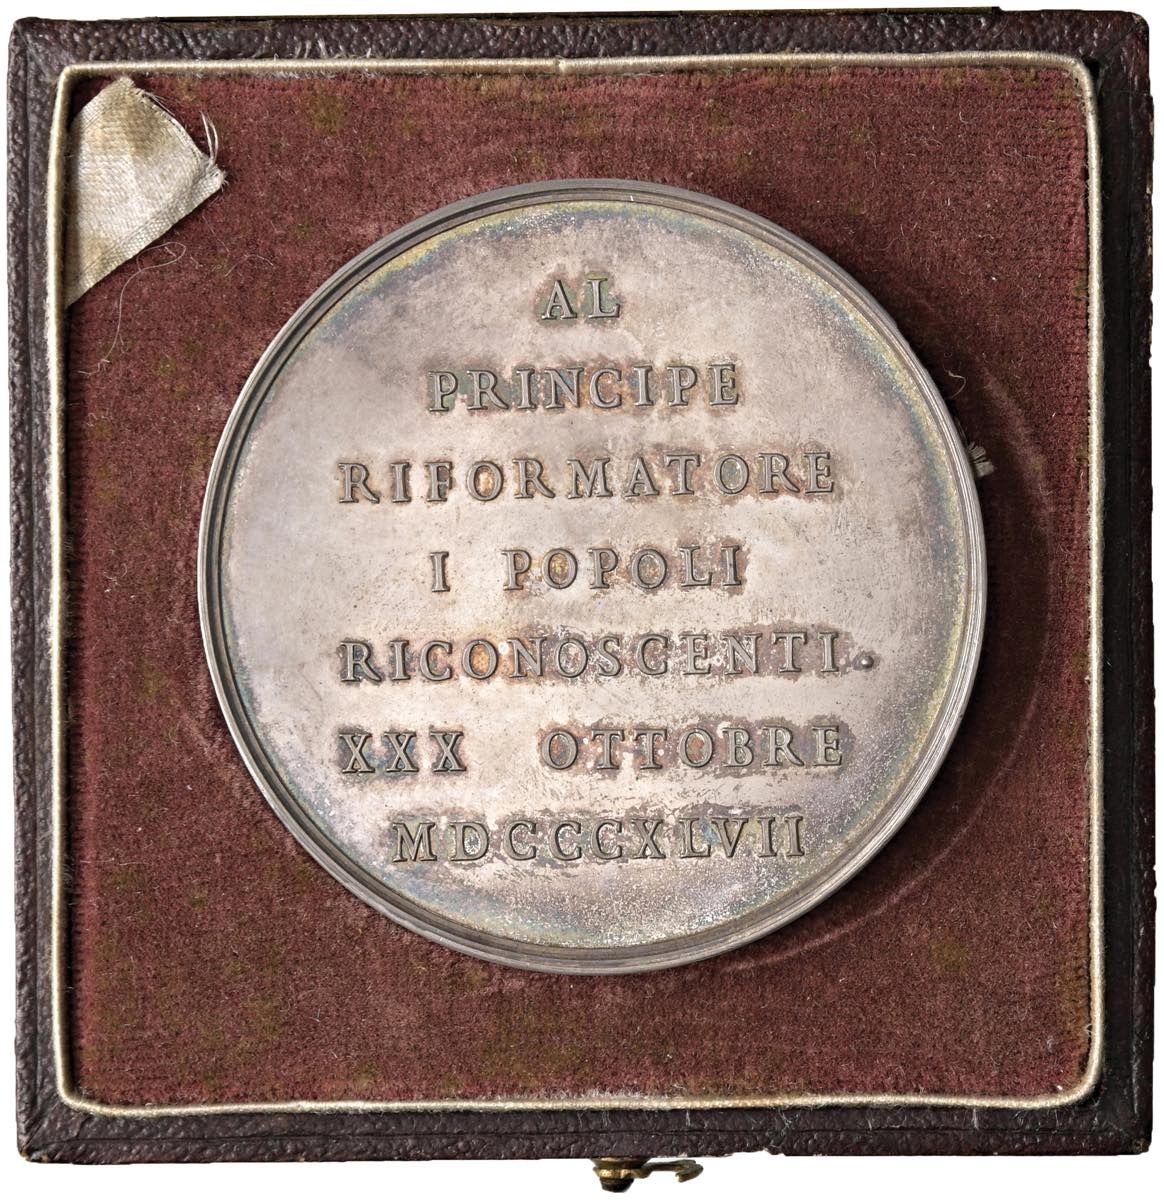 AL
PRINCIPE
RIFORMATORE
I POPOLI
RICONOSCENTI.
XXX OTTOBRE
MDCCCXLVII